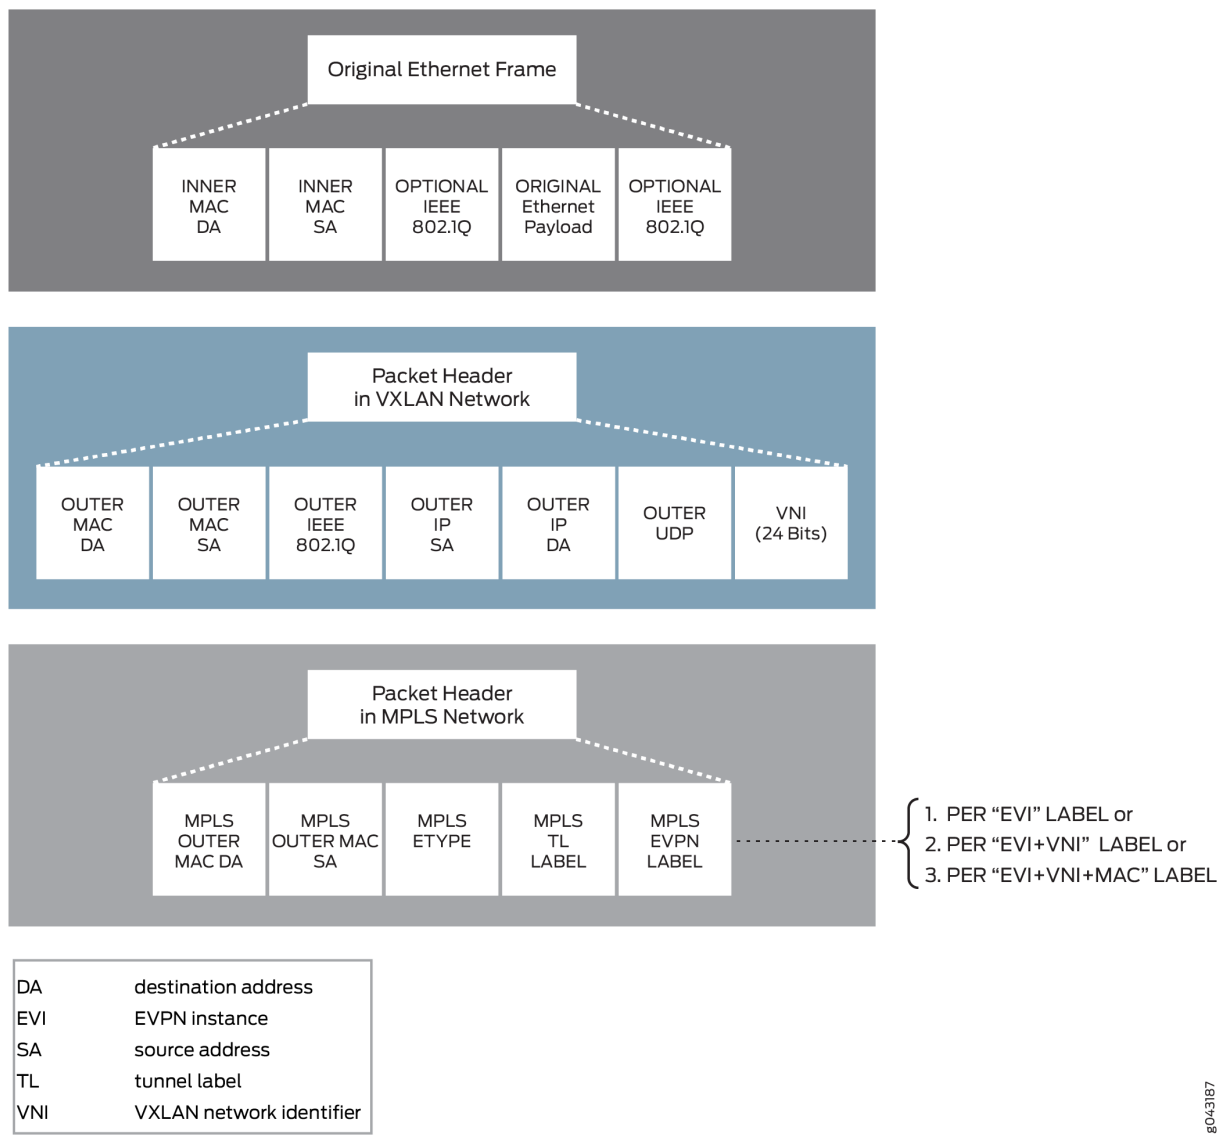 Original Ethernet Frame
INNER
MAC
DA
INNER
MAC
SA
OPTIONAL
IEEE
802.1Q
ORIGINAL
Ethernet
Payload
OPTIONAL
IEEE
802.1Q
Packet Header
in VXLAN Network
OUTER
MAC
DA
OUTER
MAC
SA
OUTER
IEEE
802.1Q
OUTER
IP
SA
OUTER
IP
DA
OUTER
UDP
VNI
(24 Bits)
Packet Header
in MPLS Network
MPLS
OUTER
MAC DA
MPLS
OUTER MAC
SA
MPLS
ETYPE
MPLS
TL
LABEL
MPLS
EVPN
LABEL
1. PER “EVI” LABEL or
2. PER “EVI+VNI” LABEL or
3. PER “EVI+VNI+MAC” LABEL
DA destination address
EVI EVPN instance
SA source address
TL tunnel label
VNI VXLAN network identifier
g043187